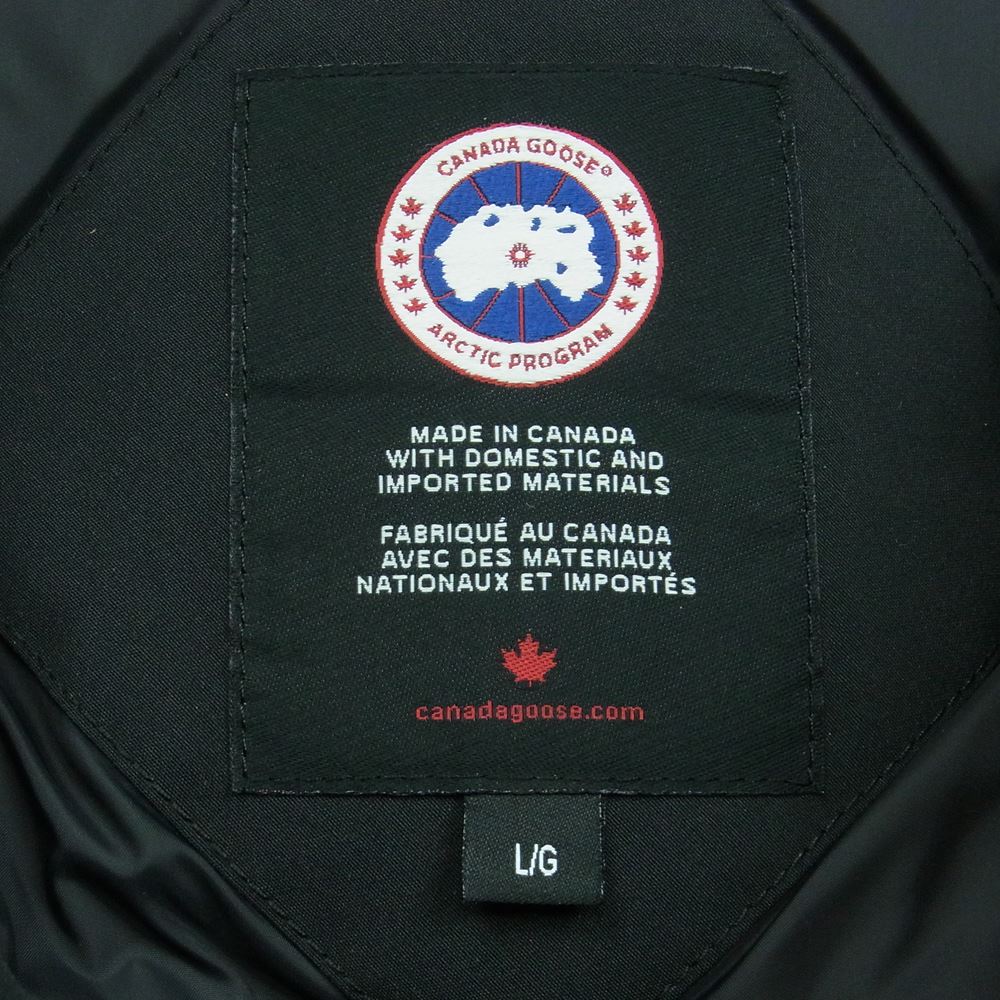 CANADA GOOSE®
ARCTIC PROGRAM
MADE IN CANADA
WITH DOMESTIC AND
IMPORTED MATERIALS
FABRIQUÉ AU CANADA
AVEC DES MATERIAUX
NATIONAUX ET IMPORTÉS
canadagoose.com
L/G